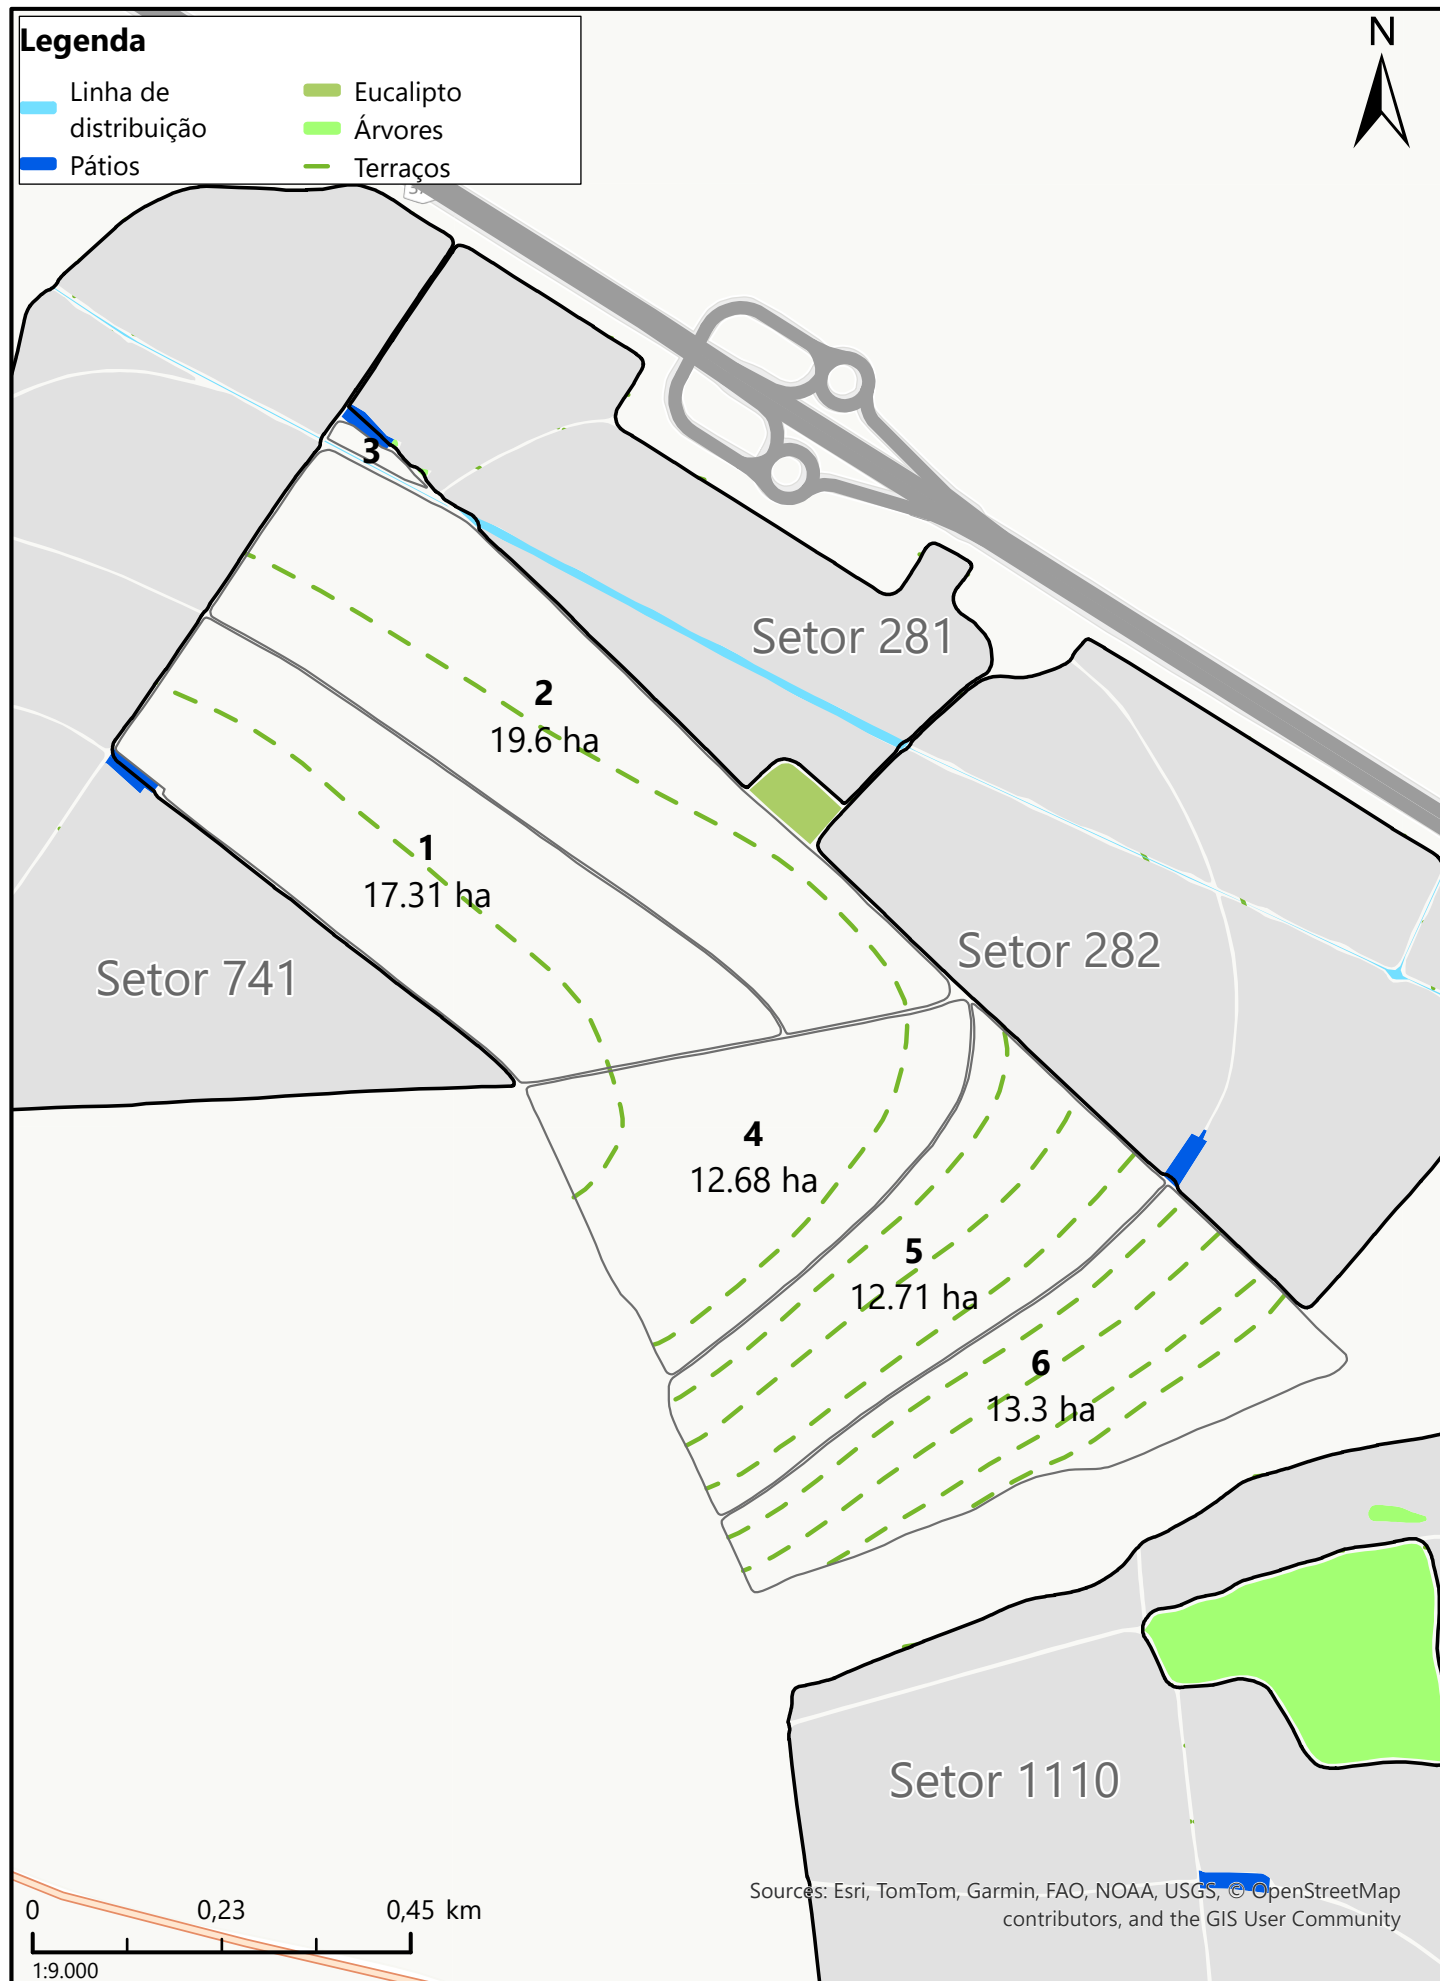 Legenda
Linha de
distribuição
Pátios
Eucalipto
Árvores
Terraços
N
3
Setor 281
2
19.6 ha
1
17.31 ha
Setor 282
Setor 741
4
12.68 ha
5
12.71 ha
6
13.3 ha
Setor 1110
Sources: Esri, TomTom, Garmin, FAO, NOAA, USGS, © OpenStreetMap
contributors, and the GIS User Community
0 0,23 0,45 km
1:9.000